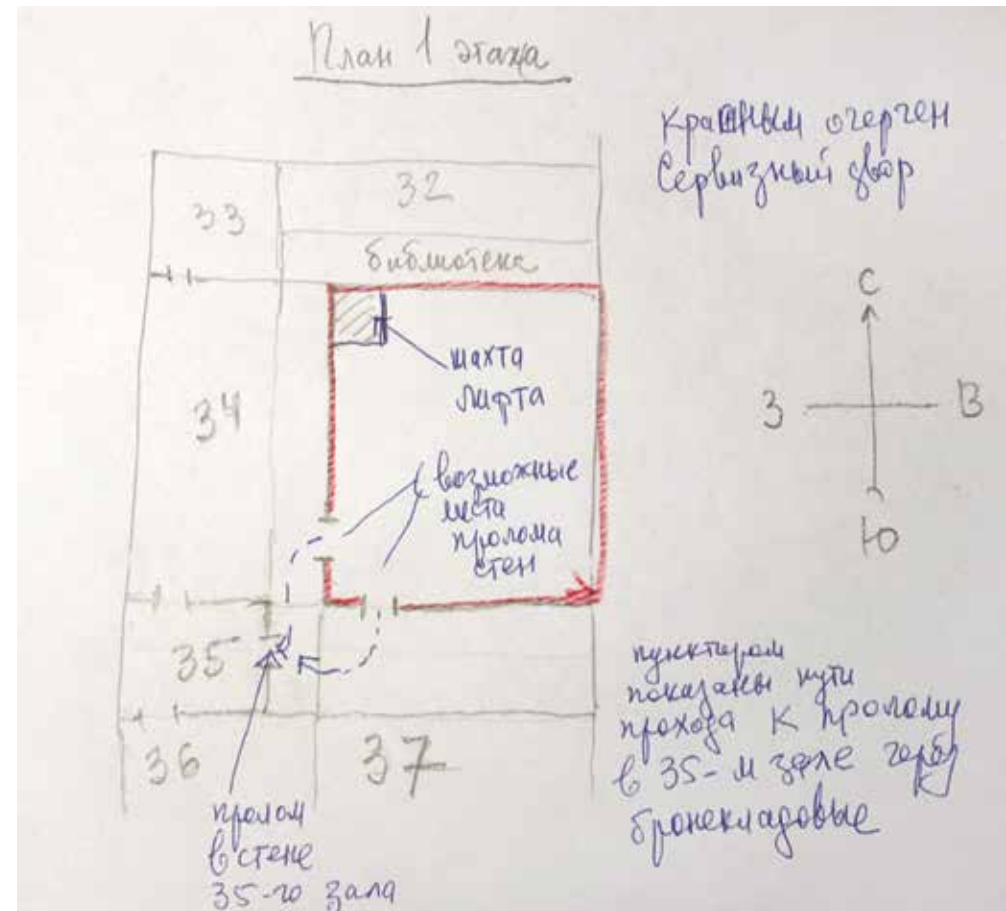 План 1 этажа
красным очерчен
Сервизный двор
33
32
библиотека
С
З
В
Ю
шахта
лифта
34
возможные
места
пролома
стен
35
36
37
пунктиром
показаны пути
прохода к пролому
в 35-м зале через
бронекладовые
пролом
в стене
35-го зала